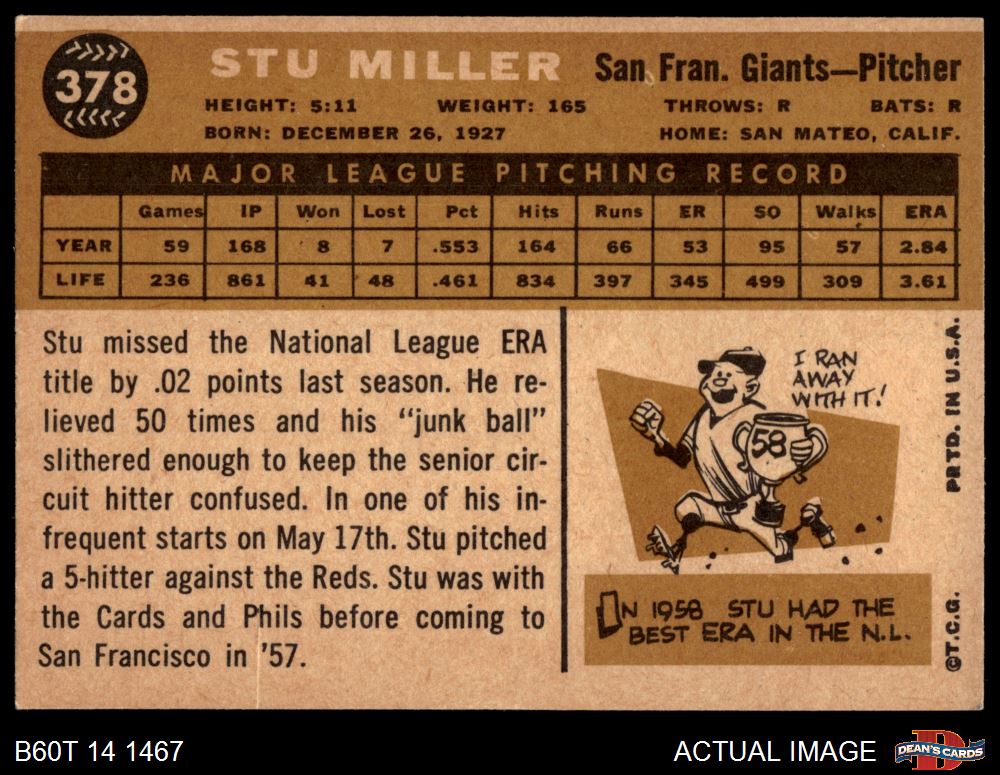 378
STU MILLER San Fran. Giants—Pitcher
HEIGHT: 5:11 WEIGHT: 165 THROWS: R BATS: R
BORN: DECEMBER 26, 1927 HOME: SAN MATEO, CALIF.
MAJOR LEAGUE PITCHING RECORD
Games IP Won Lost Pct Hits Runs ER SO Walks ERA
YEAR 59 168 8 7 .553 164 66 53 95 57 2.84
LIFE 236 861 41 48 .461 834 397 345 499 309 3.61
Stu missed the National League ERA
title by .02 points last season. He re-
lieved 50 times and his “junk ball”
slithered enough to keep the senior cir-
cuit hitter confused. In one of his in-
frequent starts on May 17th. Stu pitched
a 5-hitter against the Reds. Stu was with
the Cards and Phils before coming to
San Francisco in ’57.
I RAN
AWAY
WITH IT!
58
IN 1958 STU HAD THE
BEST ERA IN THE N.L.
©T.C.G. PRTD. IN U.S.A.
B60T 14 1467
ACTUAL IMAGE
D
DEAN'S CARDS